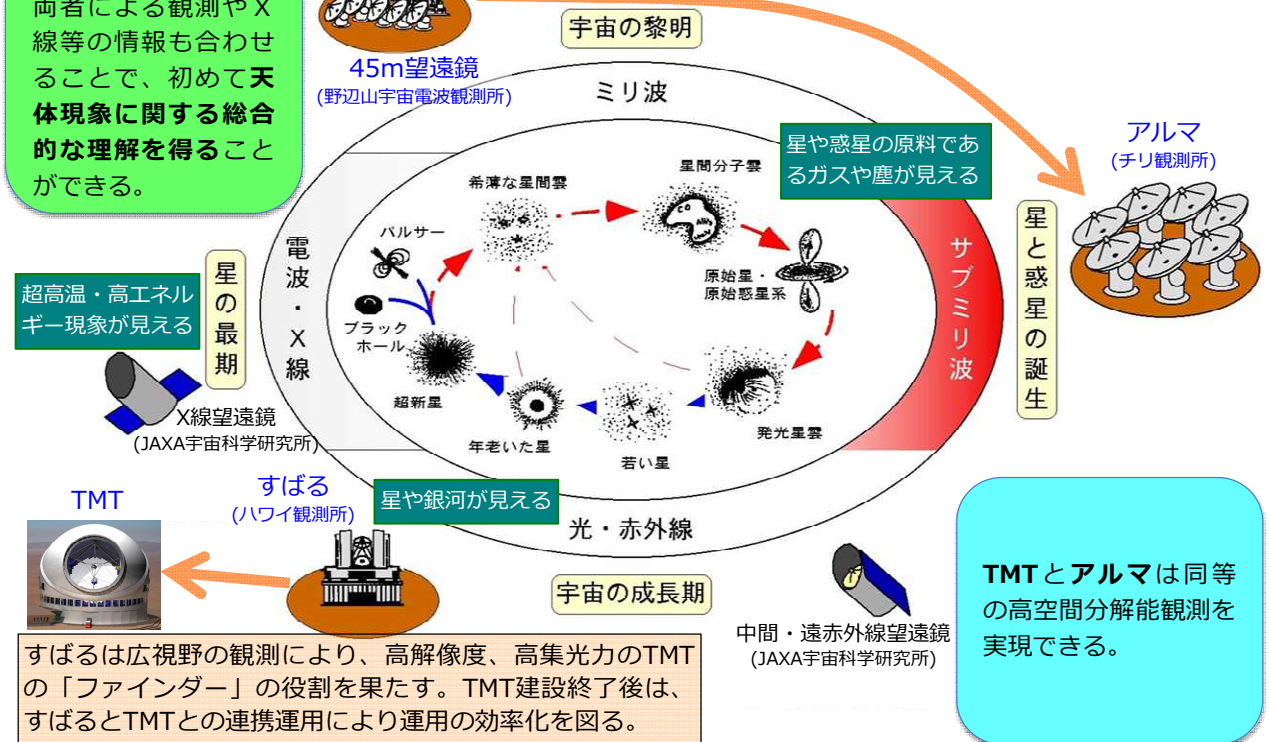 両者による観測やX
線等の情報も合わせ
ることで、初めて天
体現象に関する総合
的な理解を得ること
ができる。
45m望遠鏡
(野辺山宇宙電波観測所)
宇宙の黎明
ミリ波
星や惑星の原料であ
るガスや塵が見える
アルマ
(チリ観測所)
希薄な星間雲
星間分子雲
CO
パルサー
ブラック
ホール
原始星・
原始惑星系
電波・X線
サブミリ波
星と惑星の誕生
星の最期
超高温・高エネル
ギー現象が見える
X線望遠鏡
(JAXA宇宙科学研究所)
超新星
年老いた星
若い星
発光星雲
TMT
すばる
(ハワイ観測所)
星や銀河が見える
光・赤外線
宇宙の成長期
中間・遠赤外線望遠鏡
(JAXA宇宙科学研究所)
TMTとアルマは同等
の高空間分解能観測を
実現できる。
すばるは広視野の観測により、高解像度、高集光力のTMT
の「ファインダー」の役割を果たす。TMT建設終了後は、
すばるとTMTとの連携運用により運用の効率化を図る。